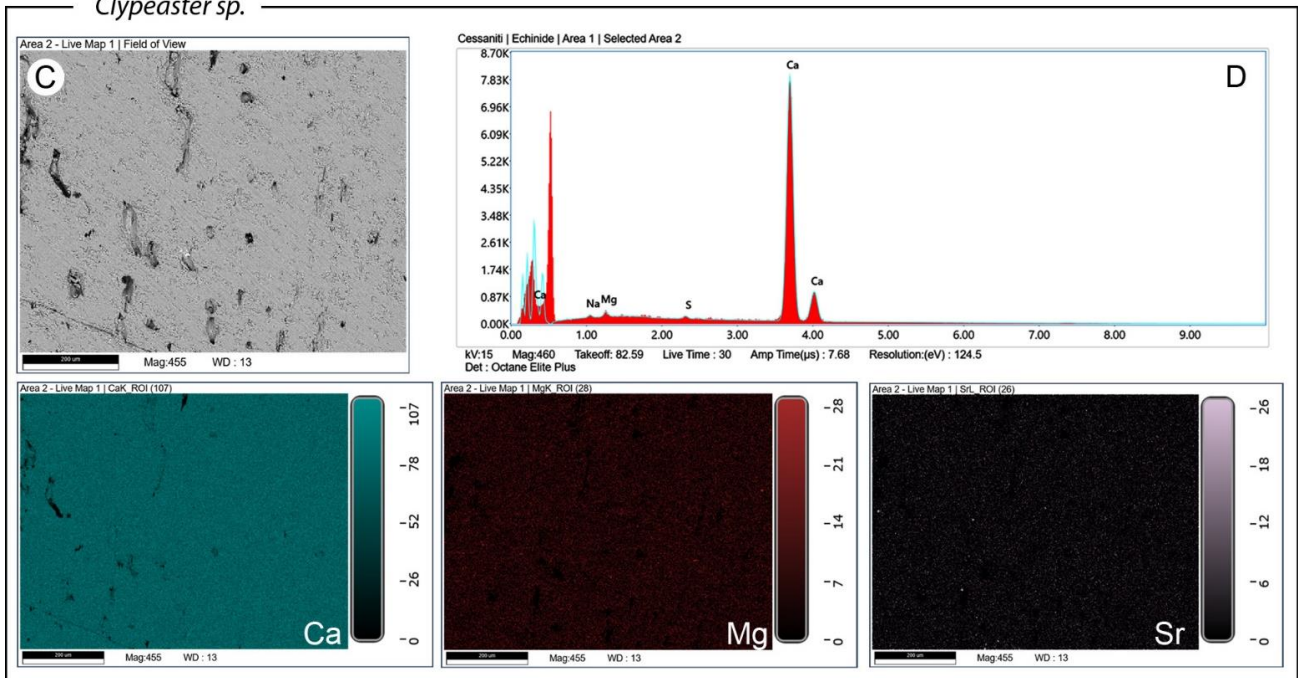 Clypeaster sp.
Area 2 - Live Map 1 | Field of View
C
200 um Mag:455 WD : 13
Cessaniti | Echinide | Area 1 | Selected Area 2
D
8.70K
7.83K
6.96K
6.09K
5.22K
4.35K
3.48K
2.61K
1.74K
0.87K
0.00K
Ca
Ca
Na
Mg
S
Ca
0.00 1.00 2.00 3.00 4.00 5.00 6.00 7.00 8.00 9.00
kV:15 Mag:460 Takeoff: 82.59 Live Time : 30 Amp Time(µs) : 7.68 Resolution:(eV) : 124.5
Det : Octane Elite Plus
Area 2 - Live Map 1 | CaK_ROI (107)
107
78
52
26
0
Ca
200 um Mag:455 WD : 13
Area 2 - Live Map 1 | MgK_ROI (28)
28
21
14
7
0
Mg
200 um Mag:455 WD : 13
Area 2 - Live Map 1 | SrL_ROI (26)
26
18
12
6
0
Sr
200 um Mag:455 WD : 13